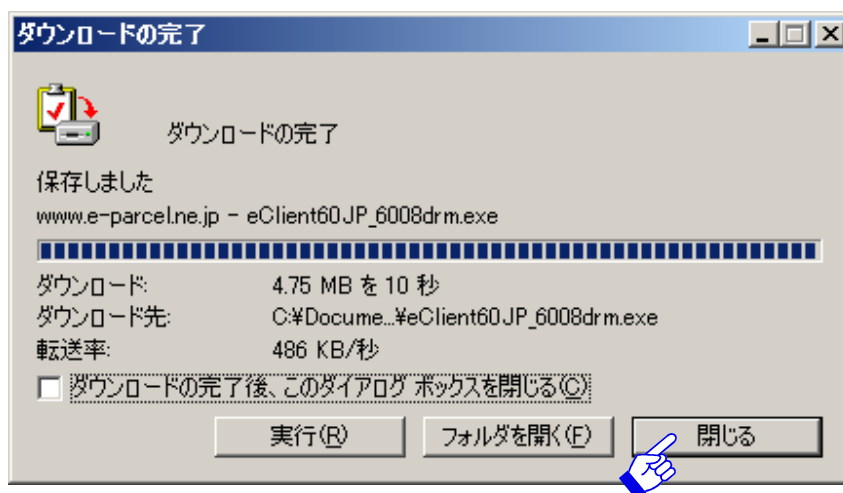 ダウンロードの完了
ダウンロードの完了
保存しました
www.e-parcel.ne.jp - eClient60JP_6008drm.exe
ダウンロード: 4.75 MB を 10 秒
ダウンロード先: C:¥Docume...¥eClient60JP_6008drm.exe
転送率: 486 KB/秒
ダウンロードの完了後、このダイアログ ボックスを閉じる(C)
実行(R) フォルダを開く(F) 閉じる